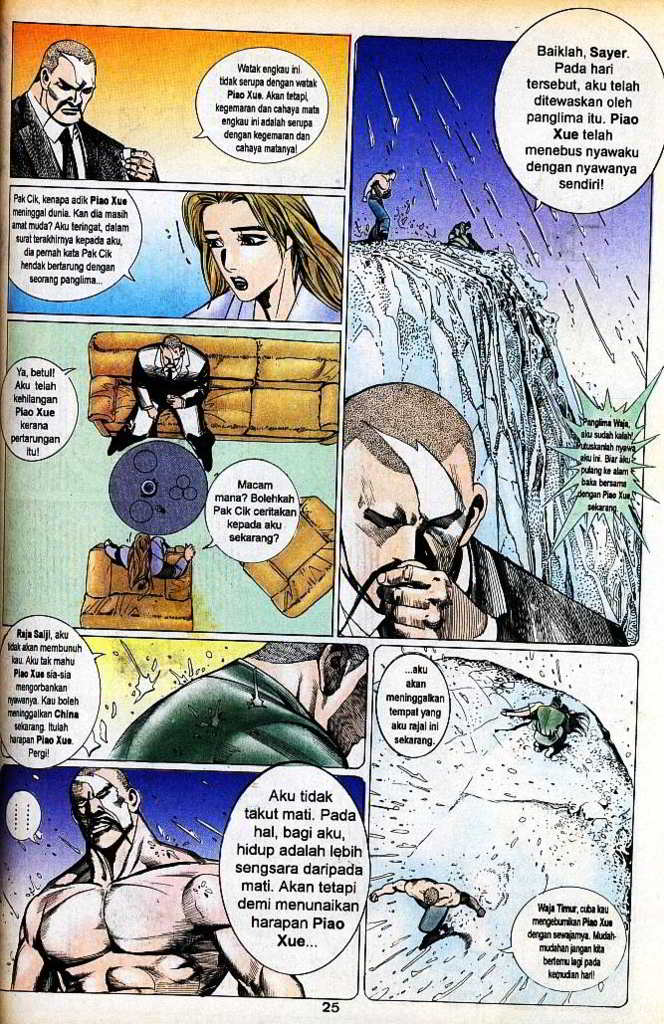 Watak engkau ini
tidak serupa dengan watak
Piao Xue. Akan tetapi,
kegemaran dan cahaya mata
engkau ini adalah serupa
dengan kegemaran dan
cahaya matanya!
Pak Cik, kenapa adik Piao Xue
meninggal dunia. Kan dia masih
amat muda? Aku teringat, dalam
surat terakhirnya kepada aku,
dia pernah kata Pak Cik
hendak bertarung dengan
seorang panglima...
Ya, betul!
Aku telah
kehilangan
Piao Xue
kerana
pertarungan
itu!
Macam
mana? Bolehkah
Pak Cik ceritakan
kepada aku
sekarang?
Baiklah, Sayer.
Pada hari
tersebut, aku telah
ditewaskan oleh
panglima itu. Piao
Xue telah
menebus nyawaku
dengan nyawanya
sendiri!
Panglima Waja,
aku sudah kalah!
Putuskanlah nyawa
aku ini. Biar aku
pulang ke alam
baka bersama
dengan Piao Xue
sekarang.
Raja Salji, aku
tidak akan membunuh
kau. Aku tak mahu
Piao Xue sia-sia
mengorbankan
nyawanya. Kau boleh
meninggalkan China
sekarang. Itulah
harapan Piao Xue.
Pergi!
......
Aku tidak
takut mati. Pada
hal, bagi aku,
hidup adalah lebih
sengsara daripada
mati. Akan tetapi
demi menunaikan
harapan Piao
Xue...
...aku
akan
meninggalkan
tempat yang
aku rajai ini
sekarang.
Waja Timur, cuba kau
mengebumikan Piao Xue
dengan sewajarnya. Mudah-
mudahan jangan kita
bertemu lagi pada
kemudian hari!
25